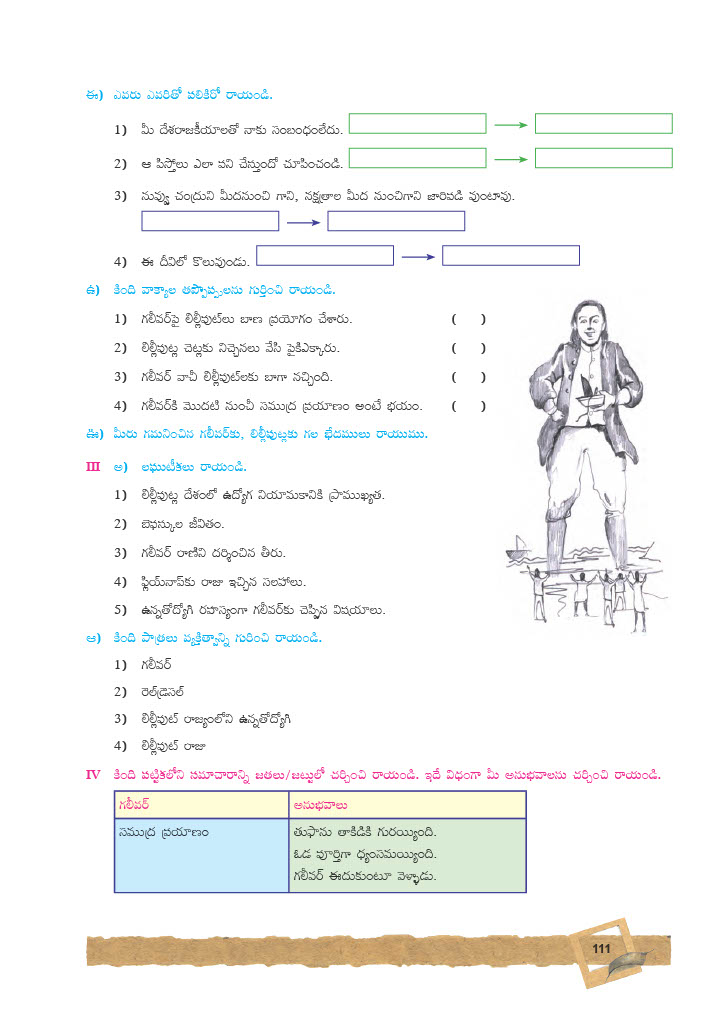 ఈ) ఎవరు ఎవరితో పలికిరో రాయండి.
1) మీ దేశరాజకీయాలతో నాకు సంబంధంలేదు.
2) ఆ పిస్తోలు ఎలా పని చేస్తుందో చూపించండి.
3) నువ్వు చంద్రుని మీదనుంచి గాని, నక్షత్రాల మీద నుంచిగాని జారిపడి వుంటావు.
4) ఈ దీవిలో కొలువుండు.
ఉ) కింది వాక్యాల తప్పొప్పులను గుర్తించి రాయండి.
1) గలీవర్‌పై లిల్లీవుట్‌లు బాణ ప్రయోగం చేశారు. ( )
2) లిల్లీవుట్ల చెట్లకు నిచ్చెనలు వేసి పైకిఎక్కారు. ( )
3) గలీవర్ వాచీ లిల్లీవుట్‌లకు బాగా నచ్చింది. ( )
4) గలీవర్‌కి మొదటి నుంచీ సముద్ర ప్రయాణం అంటే భయం. ( )
ఊ) మీరు గమనించిన గలీవర్‌కు, లిల్లీవుట్లకు గల భేదములు రాయుము.
III అ) లఘుటీకలు రాయండి.
1) లిల్లీవుట్ల దేశంలో ఉద్యోగ నియామకానికి ప్రాముఖ్యత.
2) బెఫస్కుల జీవితం.
3) గలీవర్ రాణిని దర్శించిన తీరు.
4) ఫ్లియ్‌నాప్‌కు రాజు ఇచ్చిన సలహాలు.
5) ఉన్నతోద్యోగి రహస్యంగా గలీవర్‌కు చెప్పిన విషయాలు.
ఆ) కింది పాత్రలు వ్యక్తిత్వాన్ని గురించి రాయండి.
1) గలీవర్
2) రెల్‌డ్రెసెల్
3) లిల్లీవుట్ రాజ్యంలోని ఉన్నతోద్యోగి
4) లిల్లీవుట్ రాజు
IV కింది పట్టికలోని సమాచారాన్ని జతలు/జట్టులో చర్చించి రాయండి. ఇదే విధంగా మీ అనుభవాలను చర్చించి రాయండి.
గలీవర్ అనుభవాలు
సముద్ర ప్రయాణం తుఫాను తాకిడికి గురయ్యింది.
ఓడ పూర్తిగా ధ్వంసమయ్యింది.
గలీవర్ ఈదుకుంటూ వెళ్ళాడు.
111